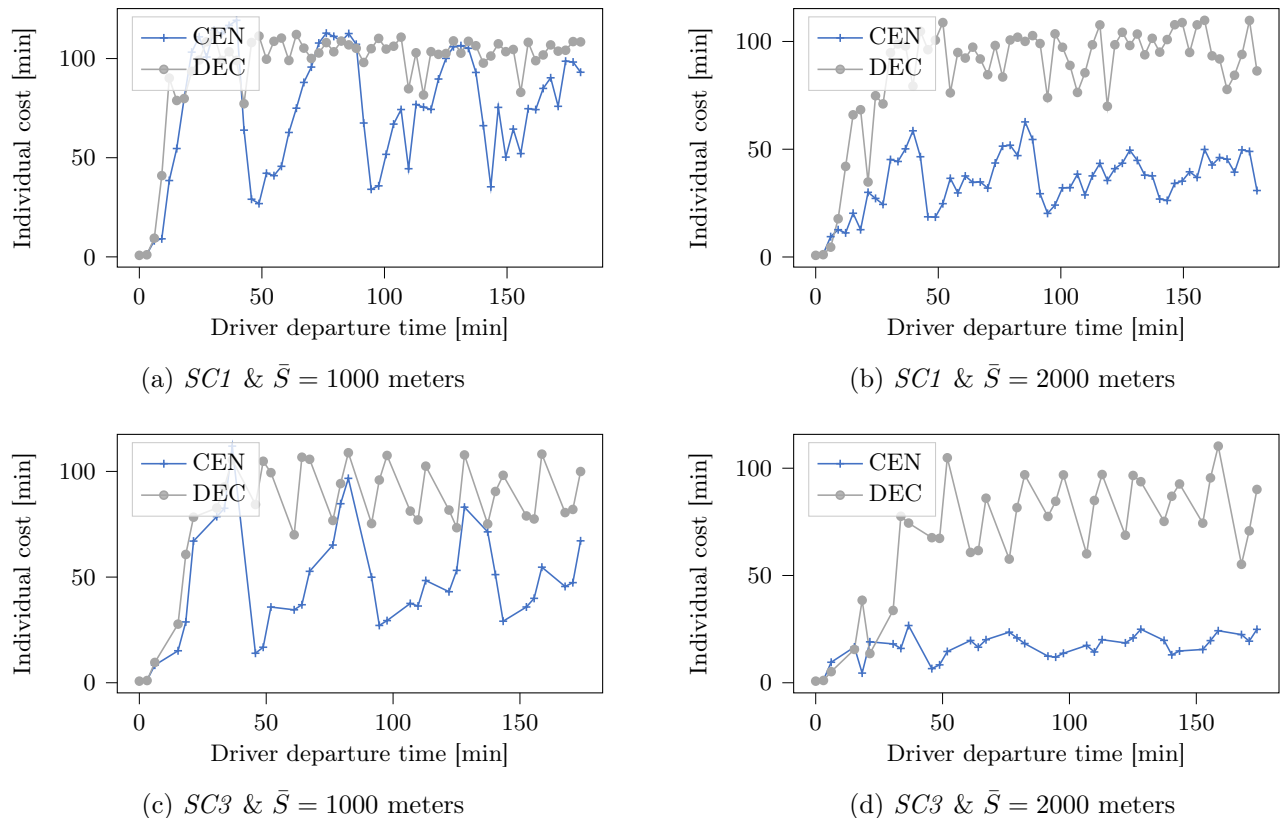 CEN
DEC
Individual cost [min]
100
50
0
0 50 100 150
Driver departure time [min]
(a) SC1 & S̄ = 1000 meters
CEN
DEC
Individual cost [min]
100
50
0
0 50 100 150
Driver departure time [min]
(b) SC1 & S̄ = 2000 meters
CEN
DEC
Individual cost [min]
100
50
0
0 50 100 150
Driver departure time [min]
(c) SC3 & S̄ = 1000 meters
CEN
DEC
Individual cost [min]
100
50
0
0 50 100 150
Driver departure time [min]
(d) SC3 & S̄ = 2000 meters